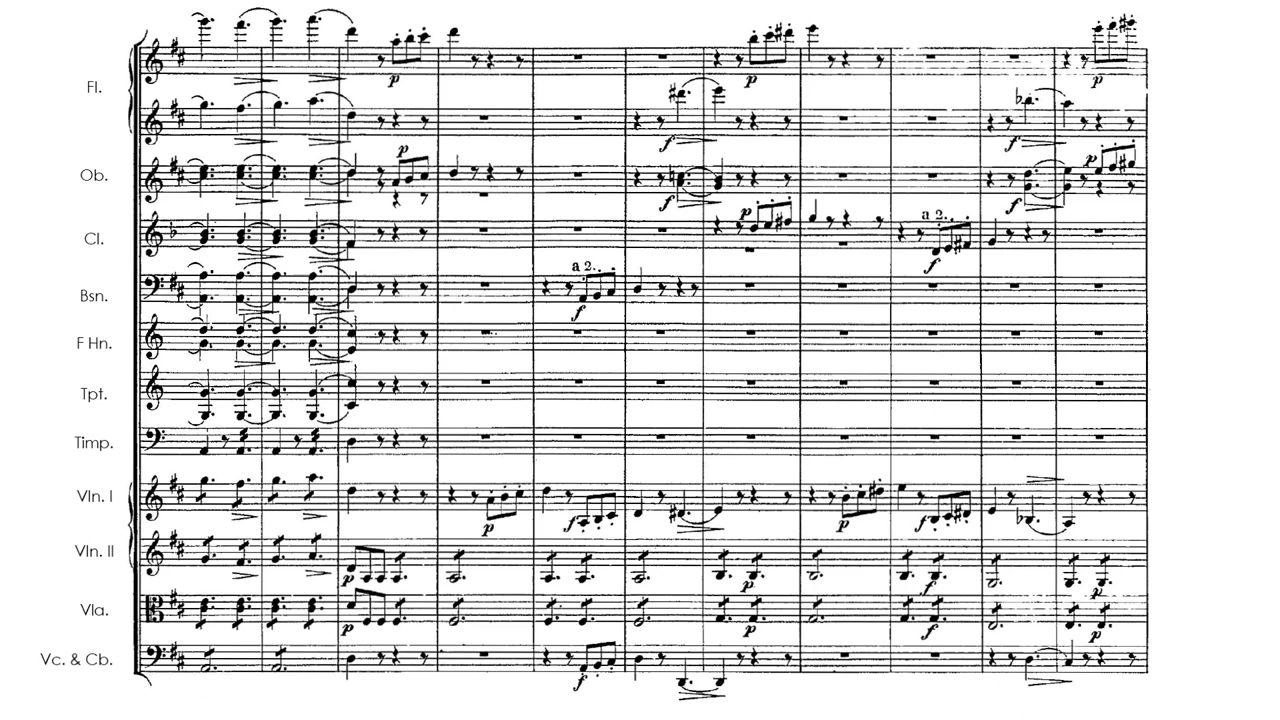 Fl.
p
p
p
f
f
Ob.
p
f
f
p
Cl.
p
a 2.
f
Bsn.
a 2.
f
F Hn.
Tpt.
Timp.
Vln. I
p
f
p
f
Vln. II
p
p
f
p
Vla.
p
p
f
p
Vc. & Cb.
f